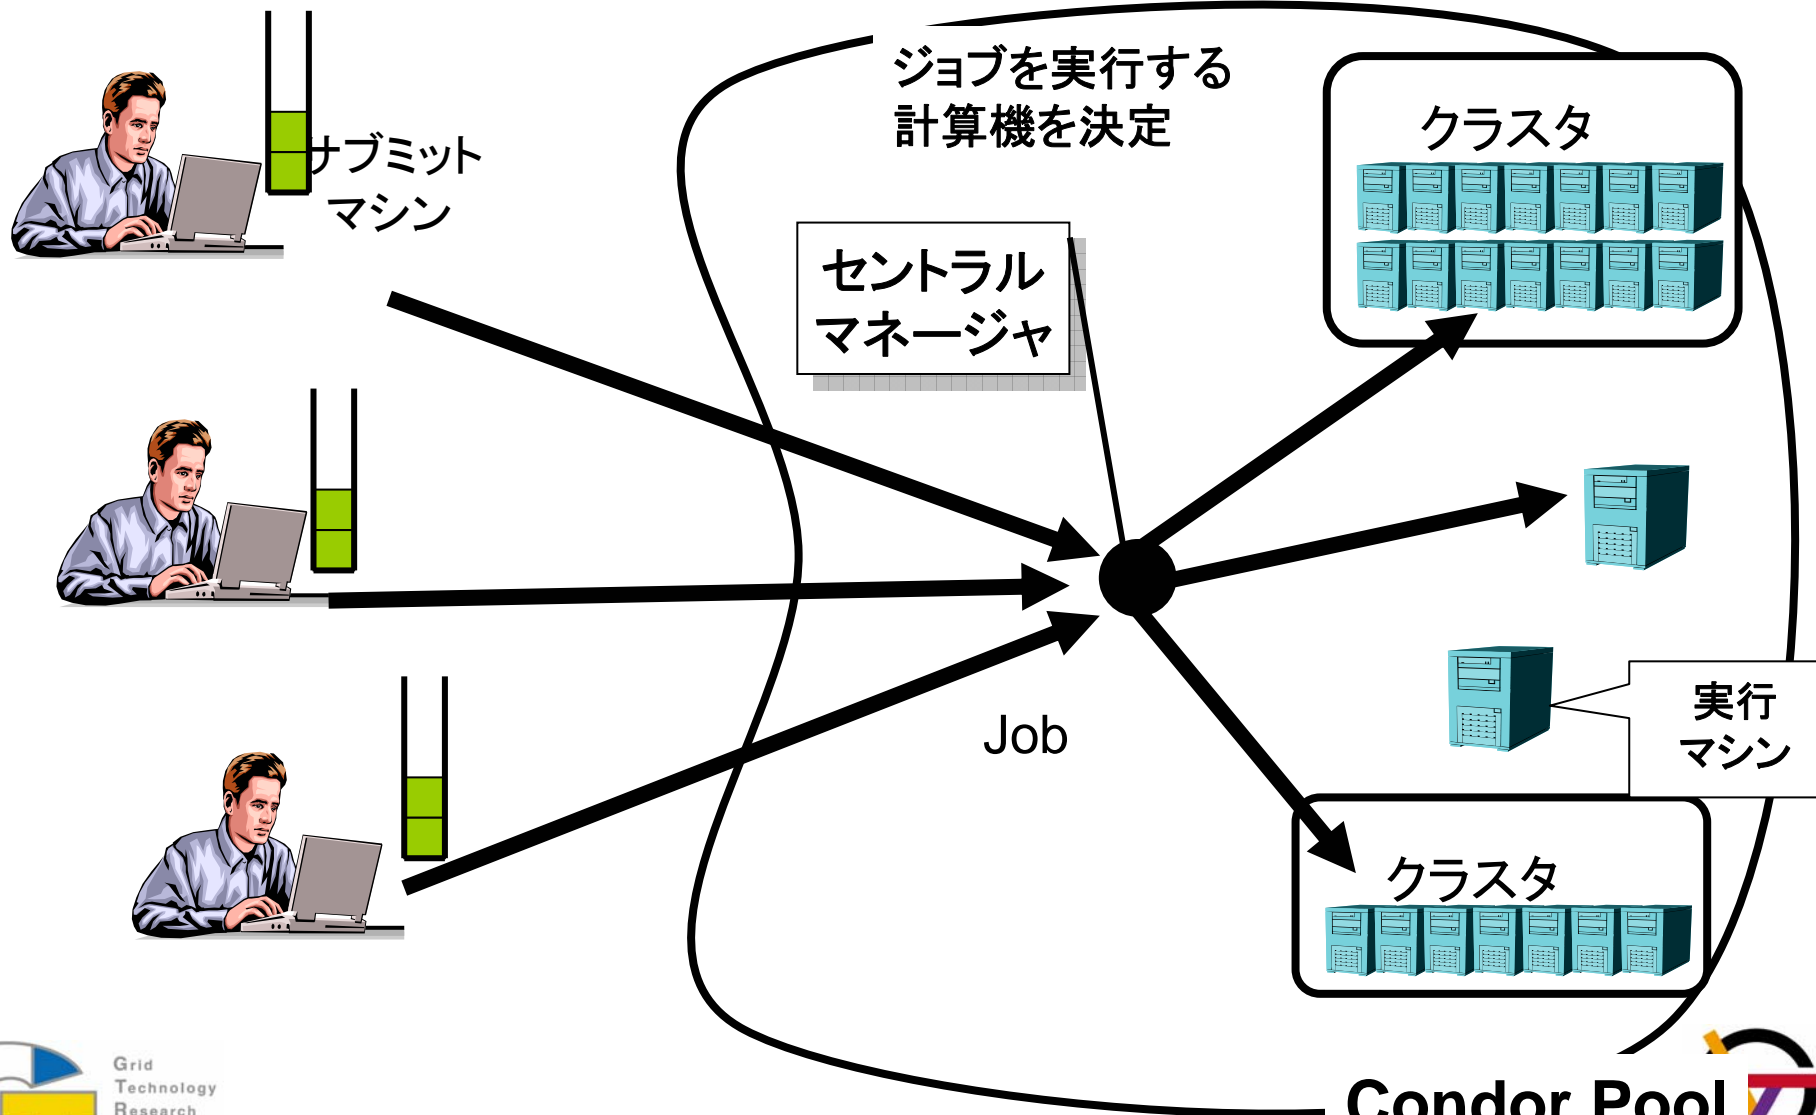 ジョブを実行する
計算機を決定
クラスタ
サブミット
マシン
セントラル
マネージャ
Job
実行
マシン
クラスタ
Grid
Technology
Research
Condor Pool